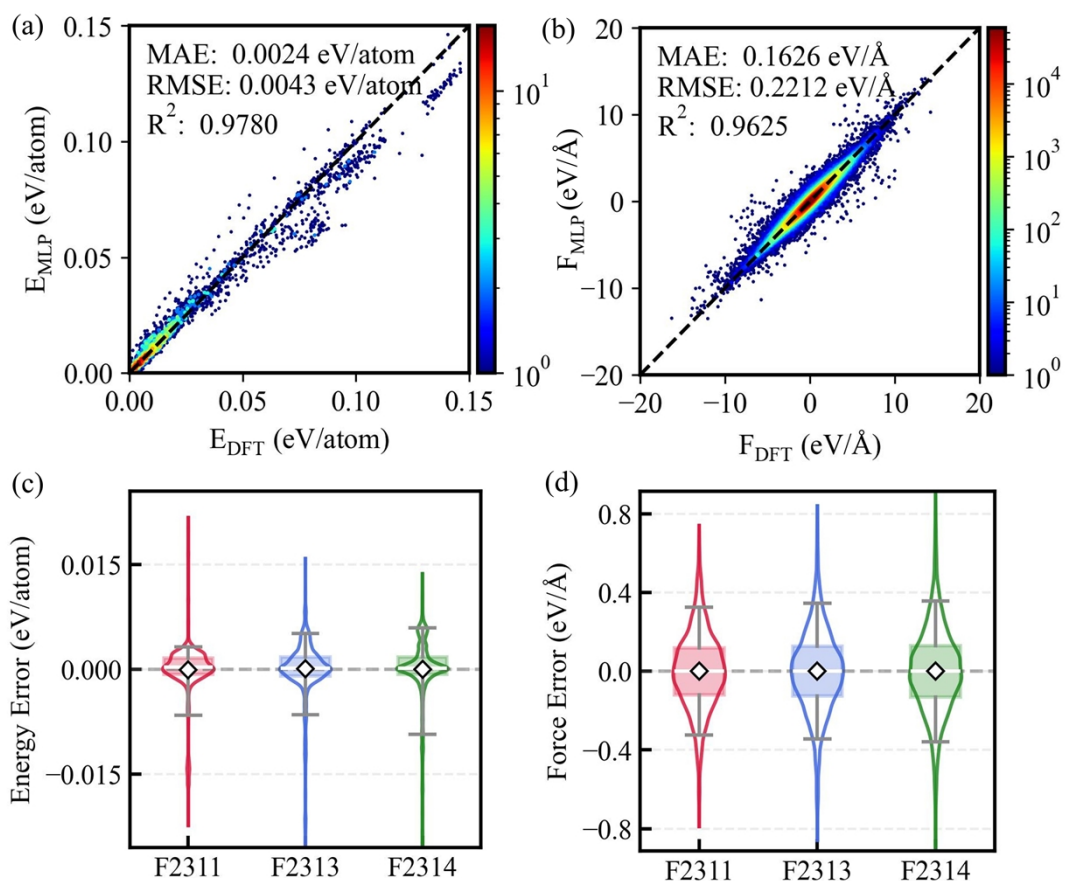 (a)
MAE: 0.0024 eV/atom
RMSE: 0.0043 eV/atom
R²: 0.9780
0.15
0.10
0.05
0.00
E_MLP (eV/atom)
0.00 0.05 0.10 0.15
E_DFT (eV/atom)
10¹
10⁰
(b)
MAE: 0.1626 eV/Å
RMSE: 0.2212 eV/Å
R²: 0.9625
20
10
0
−10
−20
F_MLP (eV/Å)
−20 −10 0 10 20
F_DFT (eV/Å)
10⁴
10³
10²
10¹
10⁰
(c)
0.015
0.000
−0.015
Energy Error (eV/atom)
F2311 F2313 F2314
(d)
0.8
0.4
0.0
−0.4
−0.8
Force Error (eV/Å)
F2311 F2313 F2314